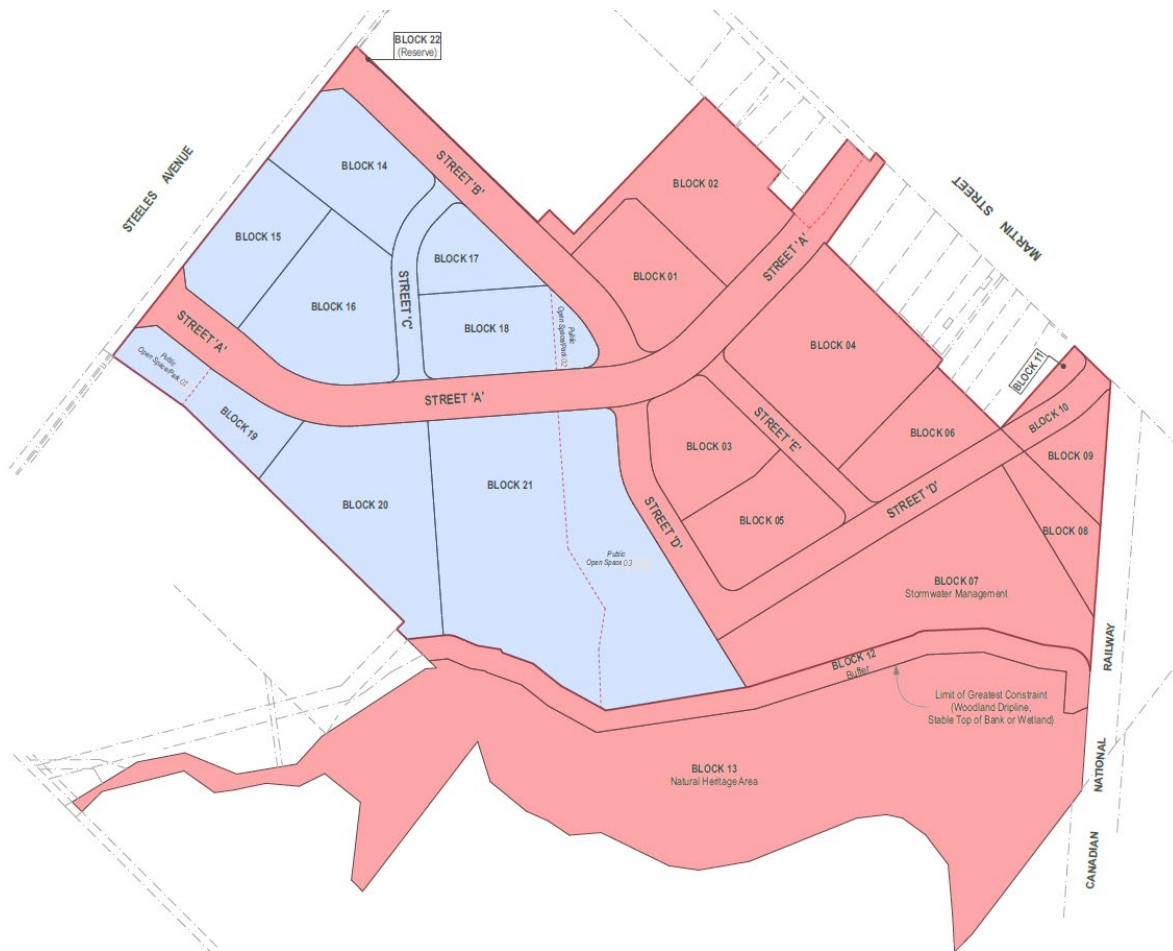 BLOCK 22
(Reserve)
STEELES AVENUE
BLOCK 14
STREET 'B'
BLOCK 02
MARTIN STREET
BLOCK 15
BLOCK 17
BLOCK 01
STREET 'A'
BLOCK 16
STREET 'C'
BLOCK 18
Public
Open Space/Park 02
STREET 'A'
BLOCK 04
BLOCK 11
Public
Open Space/Park 01
STREET 'A'
BLOCK 19
BLOCK 03
STREET 'E'
BLOCK 06
BLOCK 10
BLOCK 09
BLOCK 20
BLOCK 21
BLOCK 05
STREET 'D'
STREET 'D'
BLOCK 08
Public
Open Space 03
BLOCK 07
Stormwater Management
BLOCK 12
Buffer
Limit of Greatest Constraint
(Woodland Dripline,
Stable Top of Bank or Wetland)
BLOCK 13
Natural Heritage Area
CANADIAN NATIONAL RAILWAY